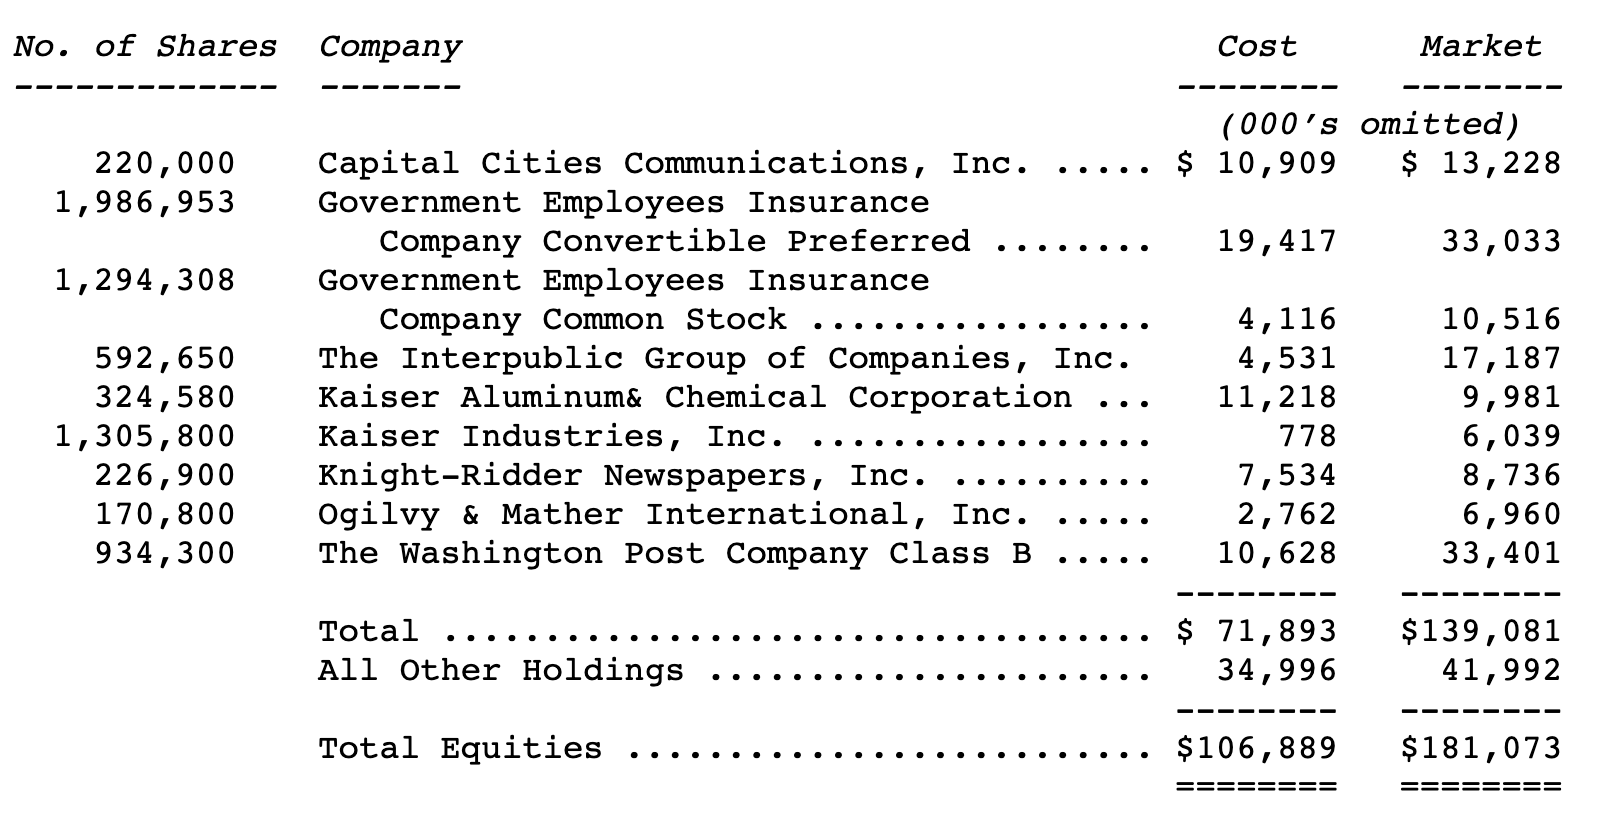 No. of Shares  Company                                    Cost       Market
-------------  -------                                  --------   --------
                                                          (000's omitted)
    220,000    Capital Cities Communications, Inc. ..... $ 10,909   $ 13,228
  1,986,953    Government Employees Insurance
                  Company Convertible Preferred ........   19,417     33,033
  1,294,308    Government Employees Insurance
                  Company Common Stock .................    4,116     10,516
    592,650    The Interpublic Group of Companies, Inc.     4,531     17,187
    324,580    Kaiser Aluminum& Chemical Corporation ...   11,218      9,981
  1,305,800    Kaiser Industries, Inc. .................      778      6,039
    226,900    Knight-Ridder Newspapers, Inc. ..........    7,534      8,736
    170,800    Ogilvy & Mather International, Inc. .....    2,762      6,960
    934,300    The Washington Post Company Class B .....   10,628     33,401
                                                         --------   --------
               Total ................................... $ 71,893   $139,081
               All Other Holdings ......................   34,996     41,992
                                                         --------   --------
               Total Equities .......................... $106,889   $181,073
                                                         ========   ========